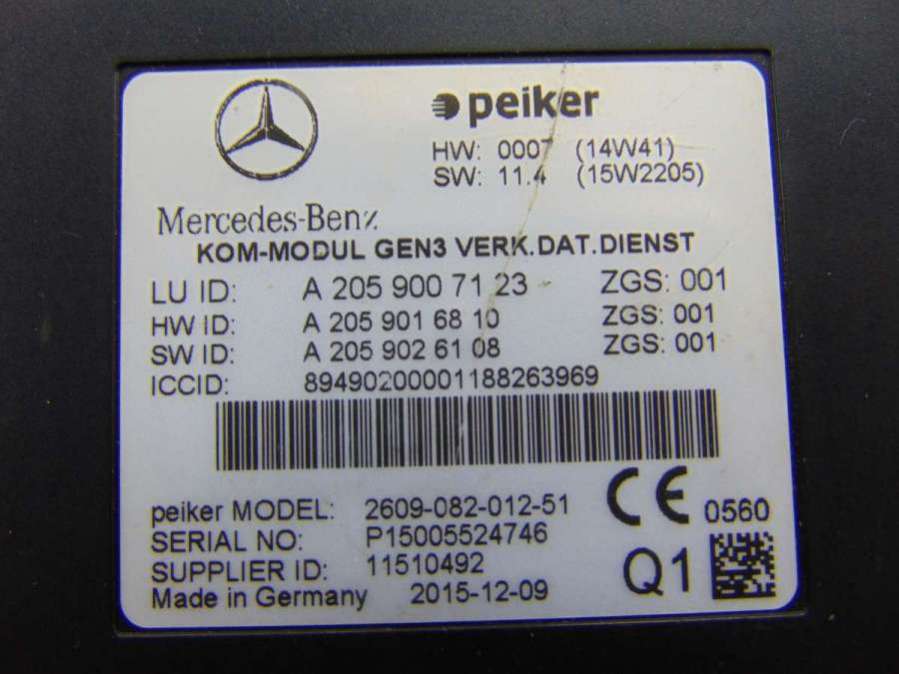 peiker
HW: 0007 (14W41)
SW: 11.4 (15W2205)
Mercedes-Benz
KOM-MODUL GEN3 VERK.DAT.DIENST
LU ID: A 205 900 71 23 ZGS: 001
HW ID: A 205 901 68 10 ZGS: 001
SW ID: A 205 902 61 08 ZGS: 001
ICCID: 89490200001188263969
peiker MODEL: 2609-082-012-51
CE 0560
SERIAL NO: P15005524746
SUPPLIER ID: 11510492
Q1
Made in Germany 2015-12-09